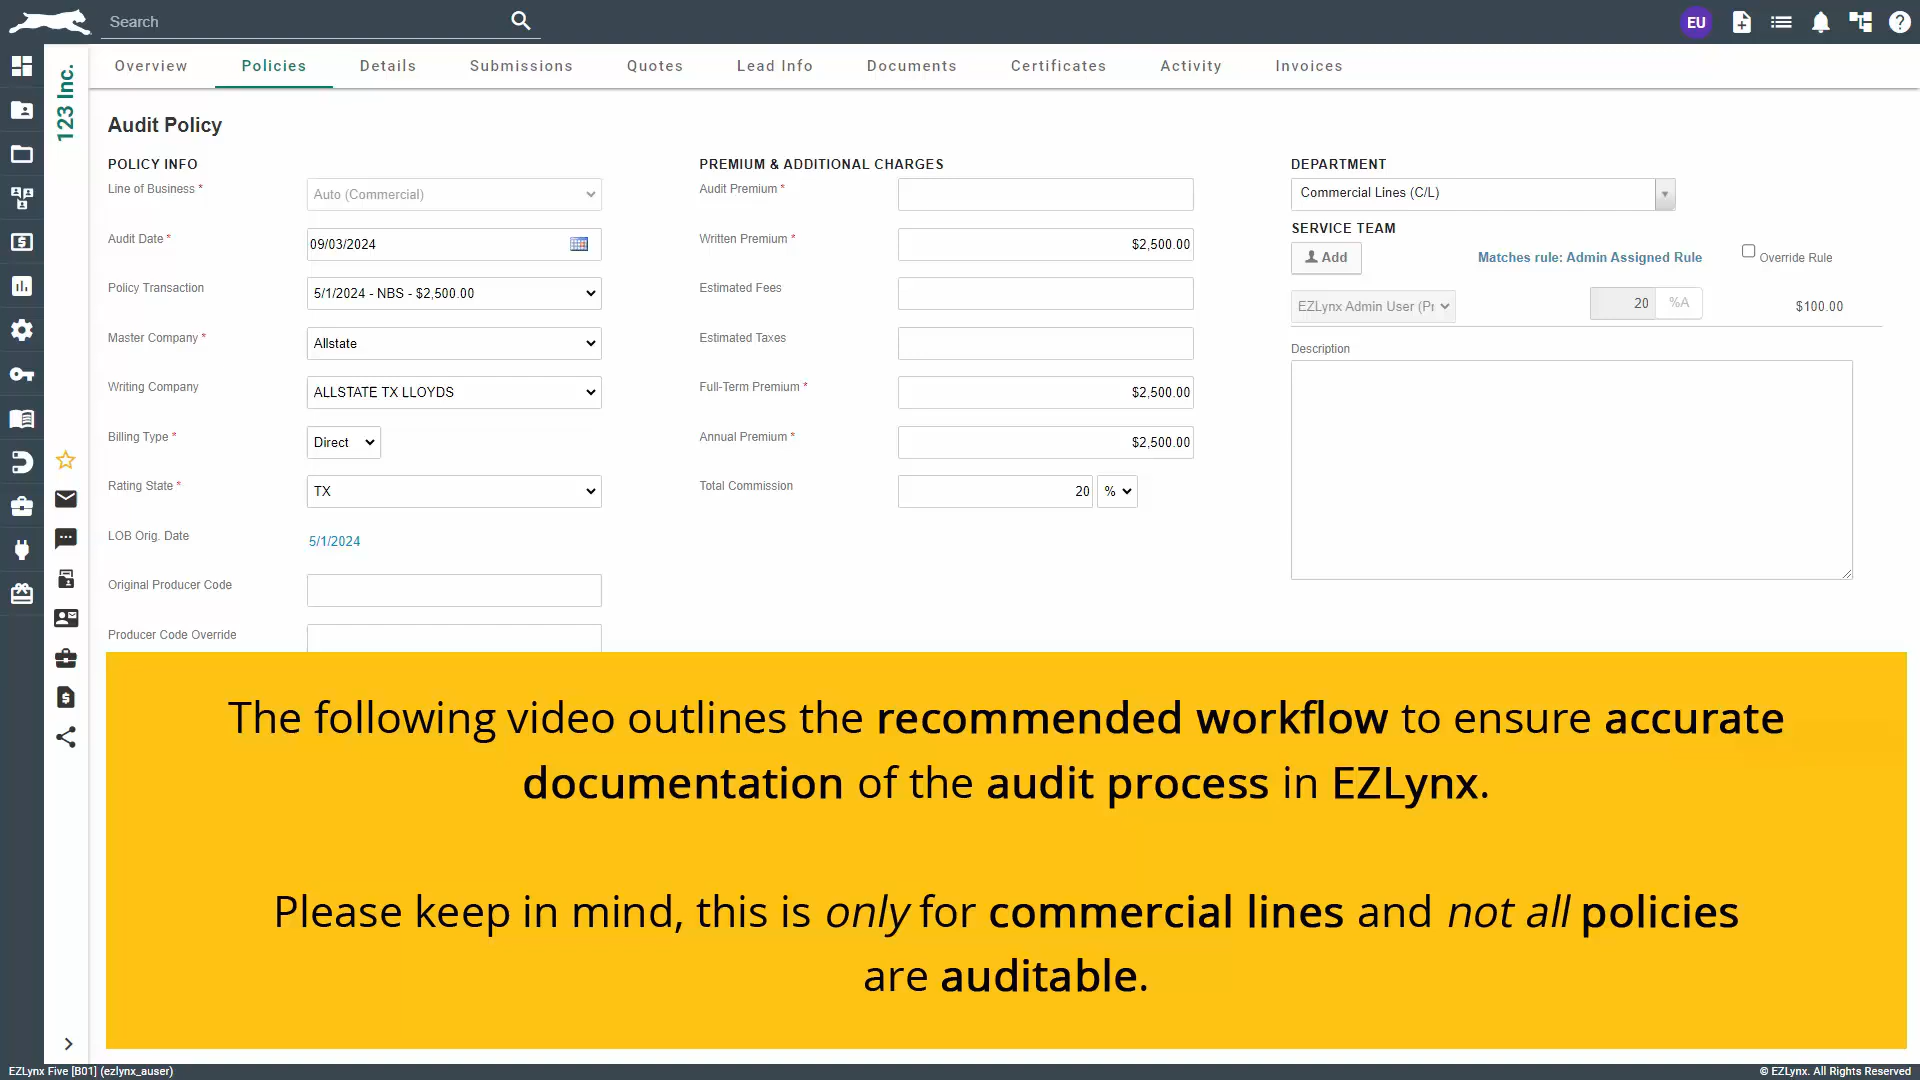 Search
EU
123 Inc.
Overview Policies Details Submissions Quotes Lead Info Documents Certificates Activity Invoices
Audit Policy
POLICY INFO
Line of Business *
Auto (Commercial)
Audit Date *
09/03/2024
Policy Transaction
5/1/2024 - NBS - $2,500.00
Master Company *
Allstate
Writing Company
ALLSTATE TX LLOYDS
Billing Type *
Direct
Rating State *
TX
LOB Orig. Date
5/1/2024
Original Producer Code
Producer Code Override
PREMIUM & ADDITIONAL CHARGES
Audit Premium *
Written Premium *
$2,500.00
Estimated Fees
Estimated Taxes
Full-Term Premium *
$2,500.00
Annual Premium *
$2,500.00
Total Commission
20 %
DEPARTMENT
Commercial Lines (C/L)
SERVICE TEAM
Add
Matches rule: Admin Assigned Rule
Override Rule
EZLynx Admin User (Pr
20 %A
$100.00
Description
The following video outlines the recommended workflow to ensure accurate
documentation of the audit process in EZLynx.
Please keep in mind, this is only for commercial lines and not all policies
are auditable.
EZLynx Five [B01] (ezlynx_auser)
© EZLynx. All Rights Reserved